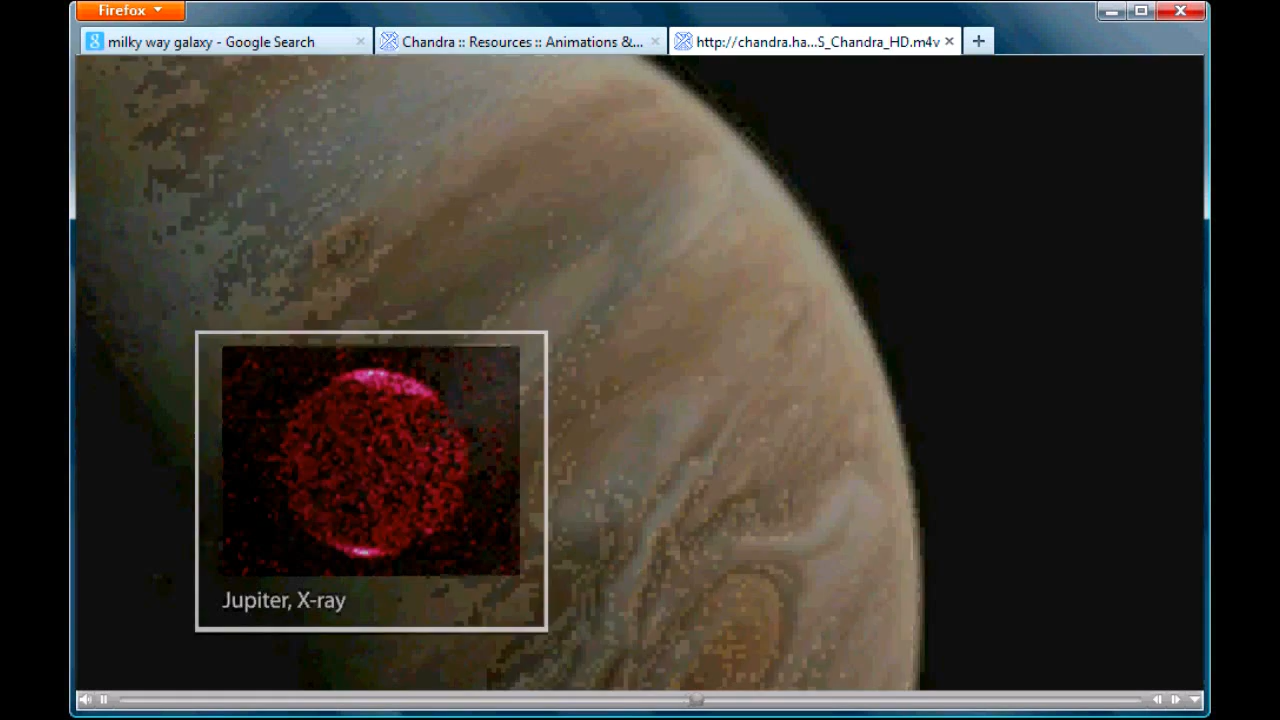 Firefox
milky way galaxy - Google Search
Chandra :: Resources :: Animations &...
http://chandra.ha...S_Chandra_HD.m4v
Jupiter, X-ray